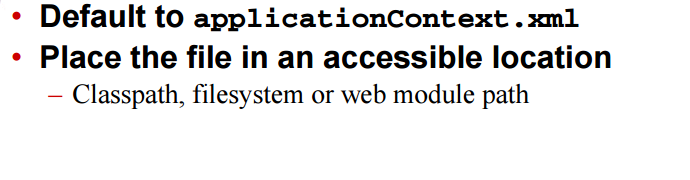 • Default to applicationContext.xml
• Place the file in an accessible location
– Classpath, filesystem or web module path